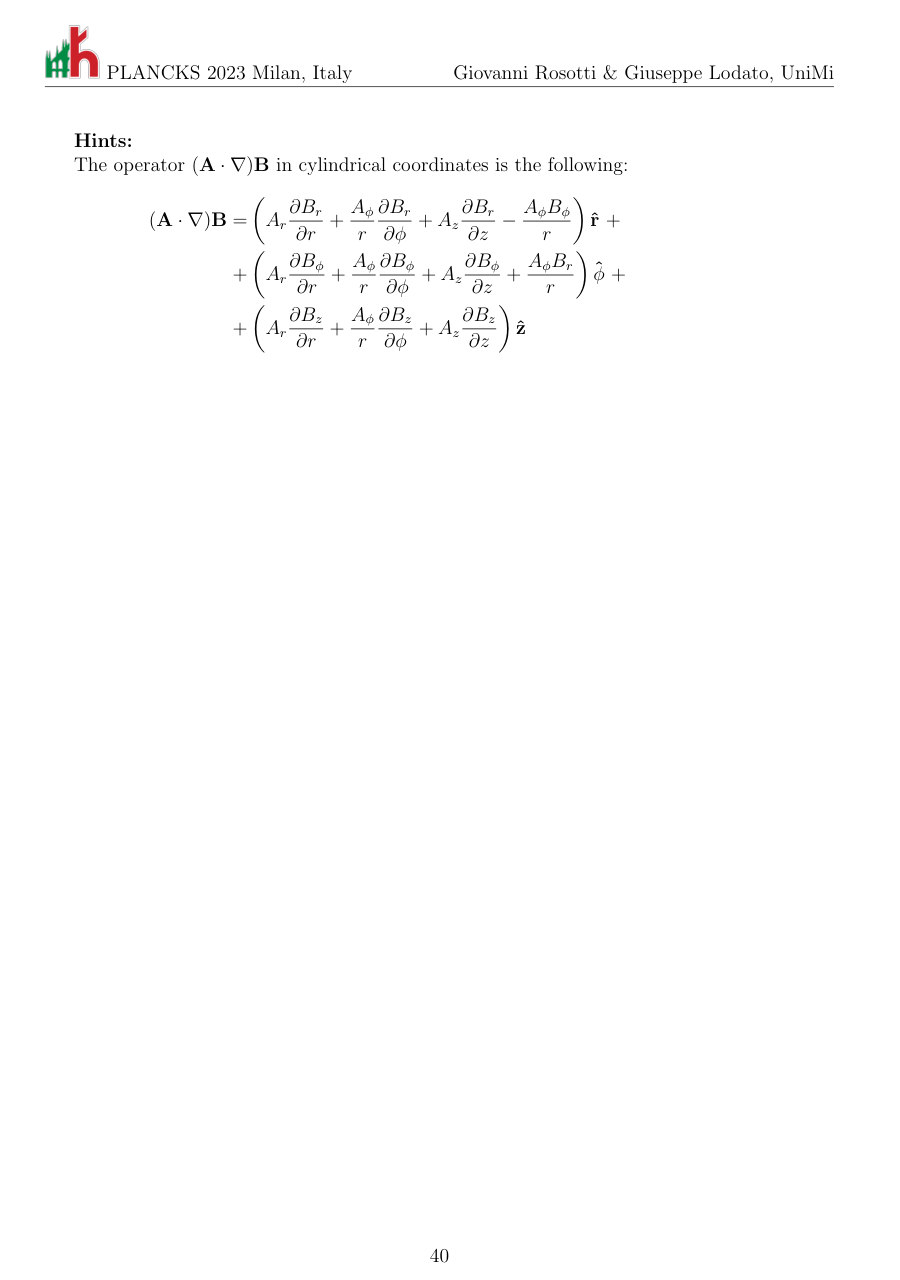 PLANCKS 2023 Milan, Italy Giovanni Rosotti & Giuseppe Lodato, UniMi
Hints:
The operator (A · ∇)B in cylindrical coordinates is the following:
(A · ∇)B = (A_r ∂B_r/∂r + A_ϕ/r ∂B_r/∂ϕ + A_z ∂B_r/∂z − A_ϕB_ϕ/r) r̂ +
+ (A_r ∂B_ϕ/∂r + A_ϕ/r ∂B_ϕ/∂ϕ + A_z ∂B_ϕ/∂z + A_ϕB_r/r) ϕ̂ +
+ (A_r ∂B_z/∂r + A_ϕ/r ∂B_z/∂ϕ + A_z ∂B_z/∂z) ẑ
40